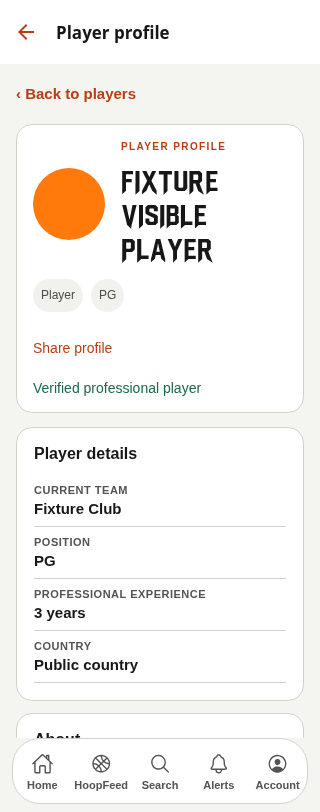 Player profile
‹ Back to players
PLAYER PROFILE
FIXTURE
VISIBLE
PLAYER
Player
PG
Share profile
Verified professional player
Player details
CURRENT TEAM
Fixture Club
POSITION
PG
PROFESSIONAL EXPERIENCE
3 years
COUNTRY
Public country
About
Home
HoopFeed
Search
Alerts
Account